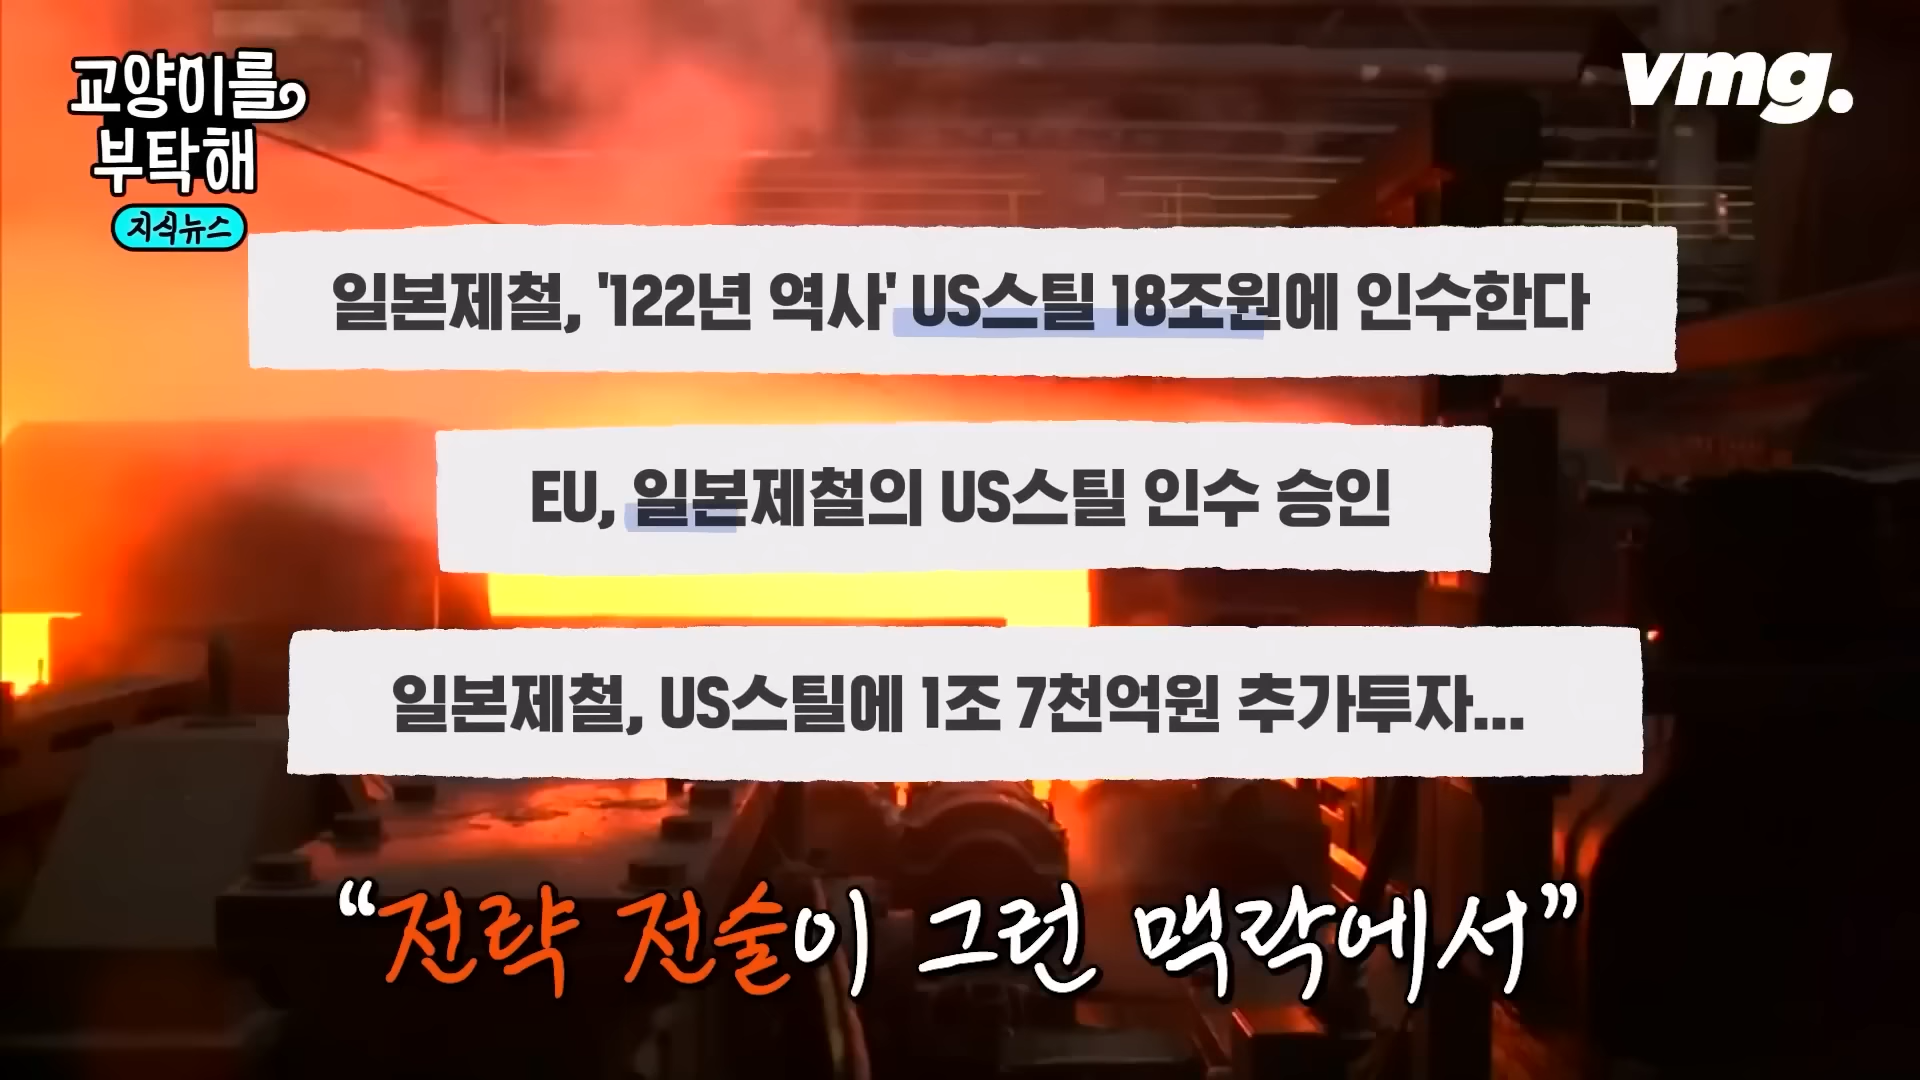 교양이를
부탁해
지식뉴스
vmg.
일본제철, '122년 역사' US스틸 18조원에 인수한다
EU, 일본제철의 US스틸 인수 승인
일본제철, US스틸에 1조 7천억원 추가투자...
“전략 전술이 그런 맥락에서”